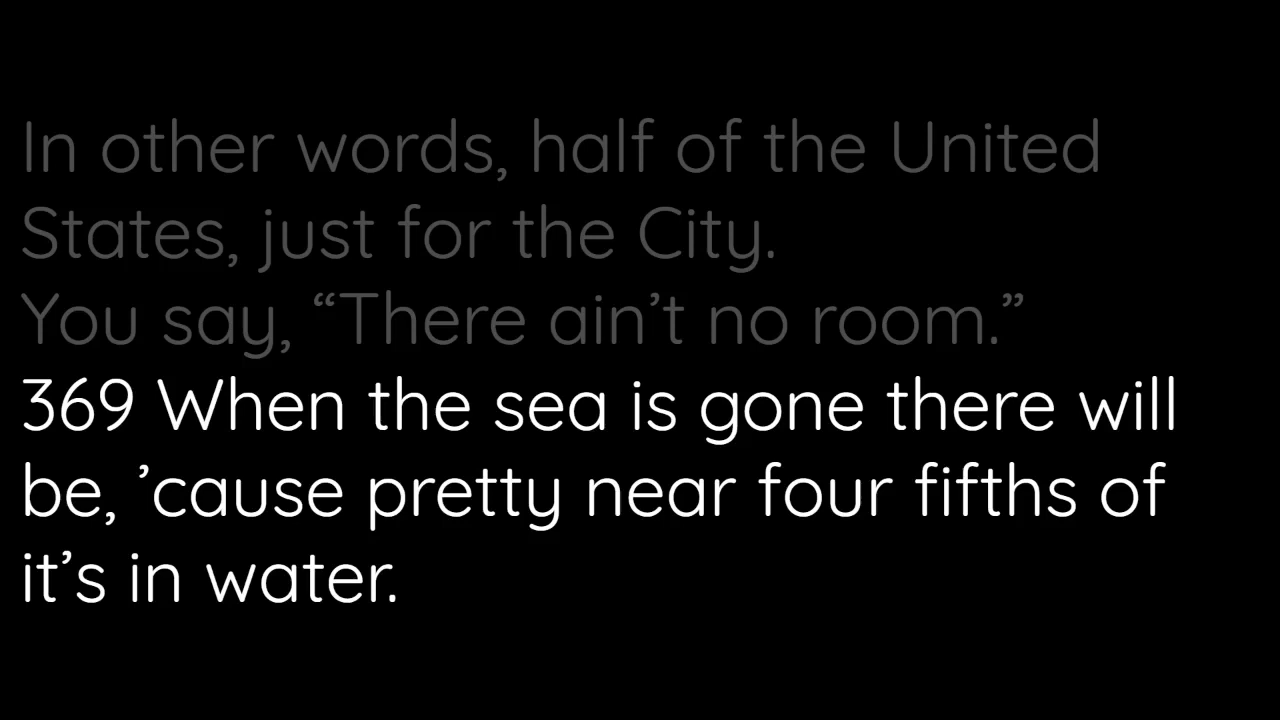 In other words, half of the United
States, just for the City.
You say, “There ain’t no room.”
369 When the sea is gone there will
be, ’cause pretty near four fifths of
it’s in water.